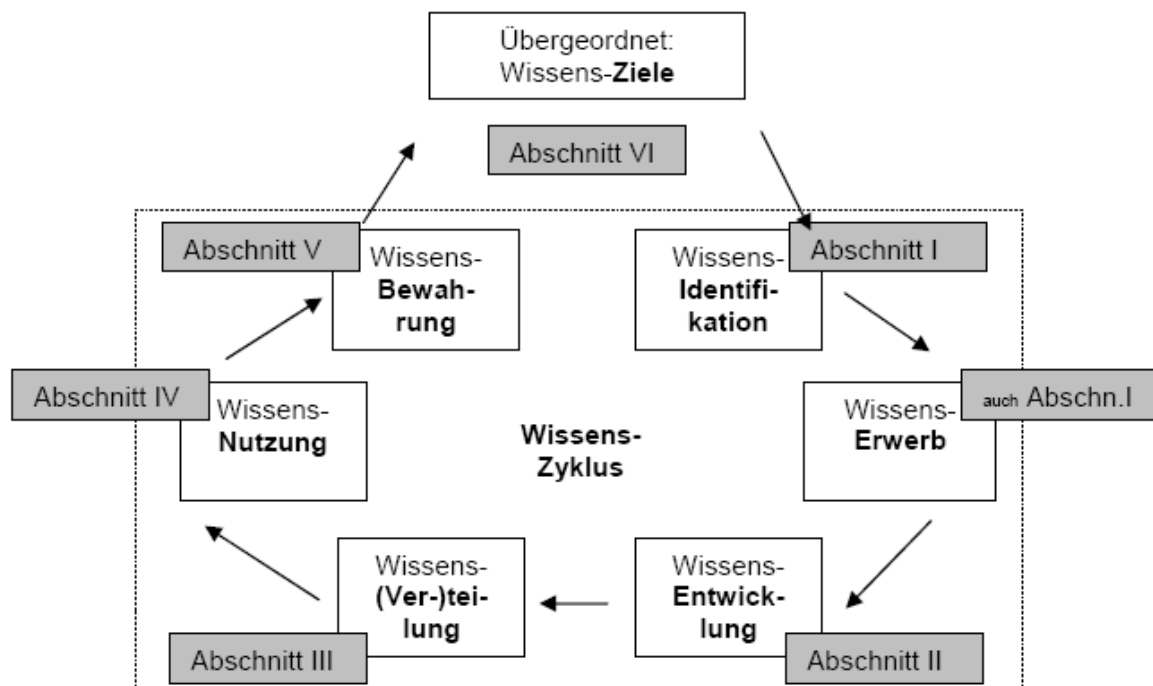 Übergeordnet:
Wissens-Ziele
Abschnitt VI
Abschnitt V
Wissens-
Bewah-
rung
Wissens-
Identifi-
kation
Abschnitt I
Abschnitt IV
Wissens-
Nutzung
Wissens-
Zyklus
Wissens-
Erwerb
auch Abschn.I
Wissens-
(Ver-)tei-
lung
Abschnitt III
Wissens-
Entwick-
lung
Abschnitt II